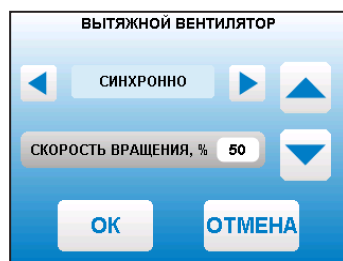 ВЫТЯЖНОЙ ВЕНТИЛЯТОР
СИНХРОННО
СКОРОСТЬ ВРАЩЕНИЯ, % 50
ОК ОТМЕНА